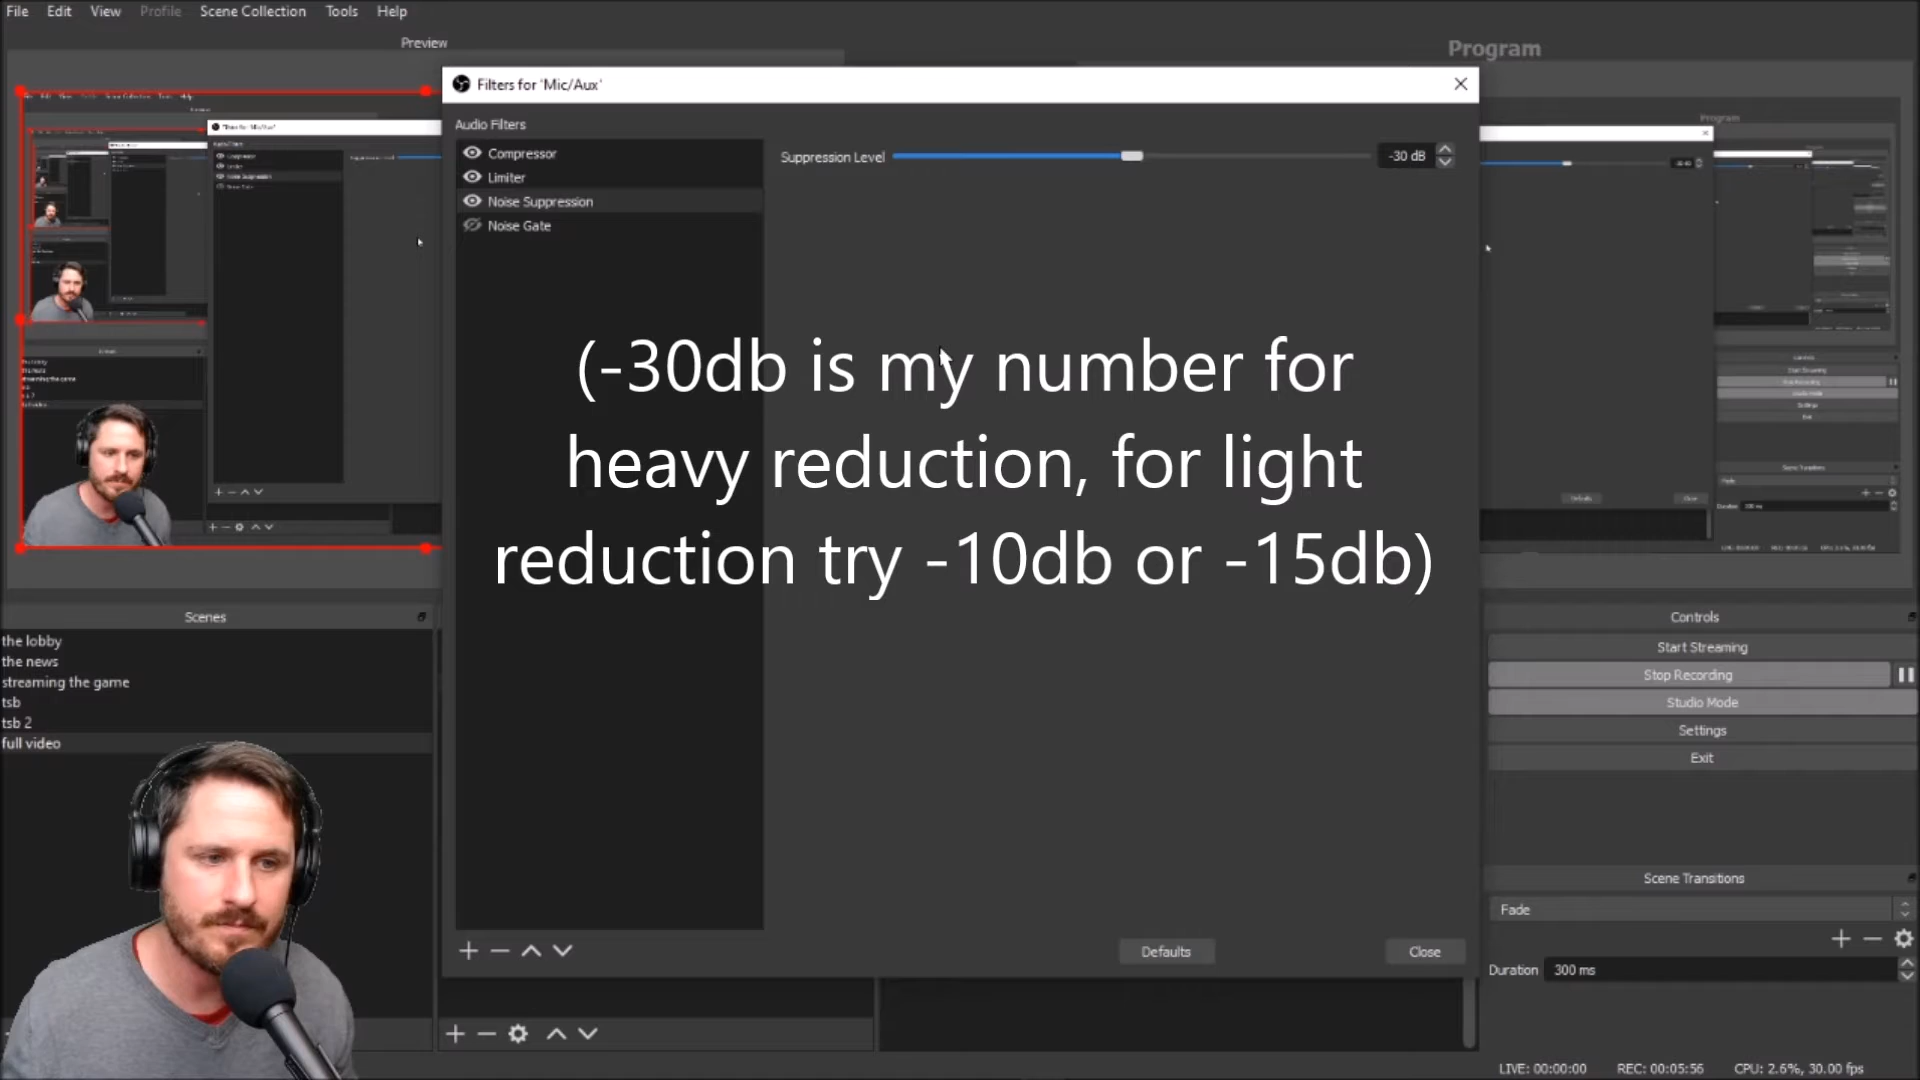 File Edit View Profile Scene Collection Tools Help
Preview
Program
Filters for 'Mic/Aux'
Audio Filters
Compressor
Limiter
Noise Suppression
Noise Gate
Suppression Level -30 dB
(-30db is my number for
heavy reduction, for light
reduction try -10db or -15db)
Defaults Close
Scenes
the lobby
the news
streaming the game
tsb
tsb 2
full video
Controls
Start Streaming
Stop Recording
Studio Mode
Settings
Exit
Scene Transitions
Fade
Duration 300 ms
LIVE: 00:00:00 REC: 00:05:56 CPU: 2.6%, 30.00 fps